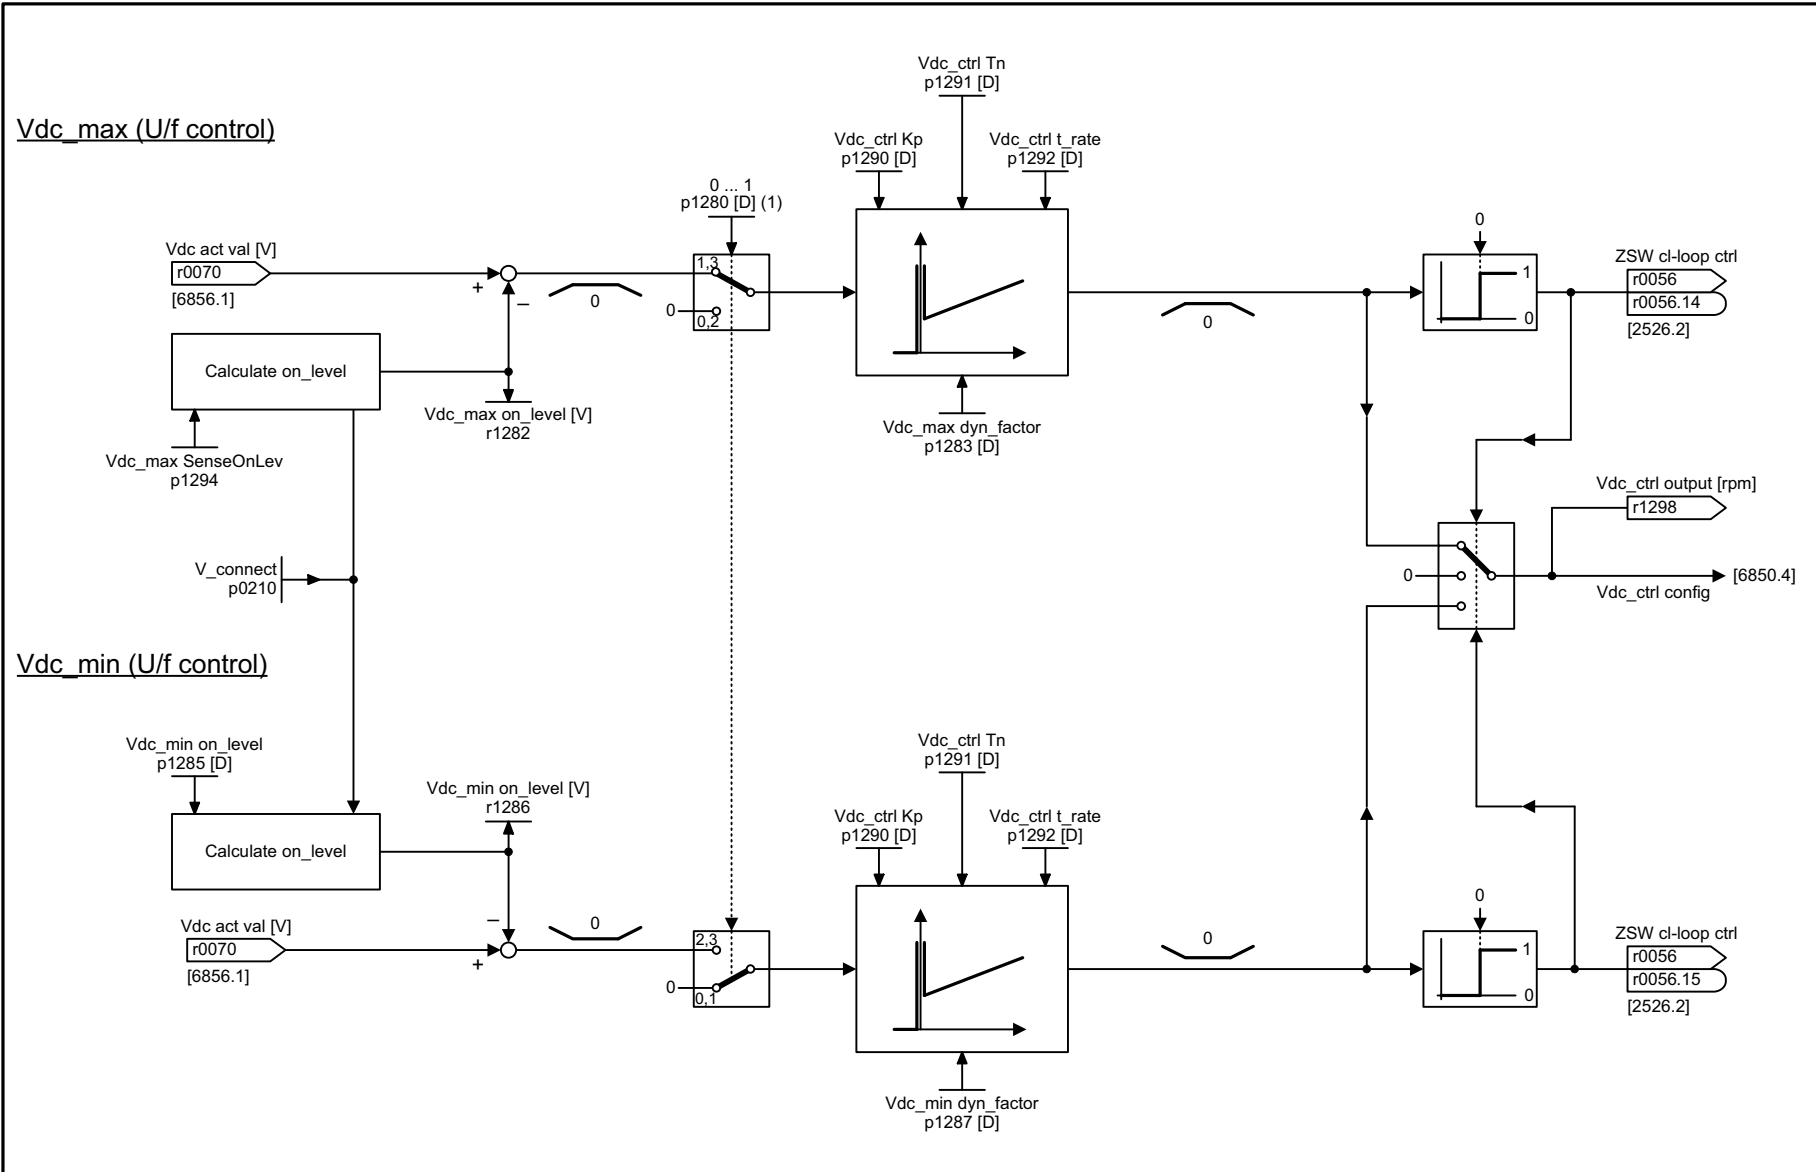 Vdc_ctrl Tn
p1291 [D]
Vdc_max (U/f control)
Vdc_ctrl Kp
p1290 [D]
Vdc_ctrl t_rate
p1292 [D]
0 ... 1
p1280 [D] (1)
Vdc act val [V]
r0070
[6856.1]
+
–
0
1,3
0
0,2
0
0
1
0
ZSW cl-loop ctrl
r0056
r0056.14
[2526.2]
Calculate on_level
Vdc_max on_level [V]
r1282
Vdc_max dyn_factor
p1283 [D]
Vdc_max SenseOnLev
p1294
Vdc_ctrl output [rpm]
r1298
V_connect
p0210
0
[6850.4]
Vdc_ctrl config
Vdc_min (U/f control)
Vdc_min on_level
p1285 [D]
Vdc_ctrl Tn
p1291 [D]
Vdc_min on_level [V]
r1286
Vdc_ctrl Kp
p1290 [D]
Vdc_ctrl t_rate
p1292 [D]
Calculate on_level
Vdc act val [V]
r0070
[6856.1]
–
+
0
2,3
0
0,1
0
0
1
0
ZSW cl-loop ctrl
r0056
r0056.15
[2526.2]
Vdc_min dyn_factor
p1287 [D]